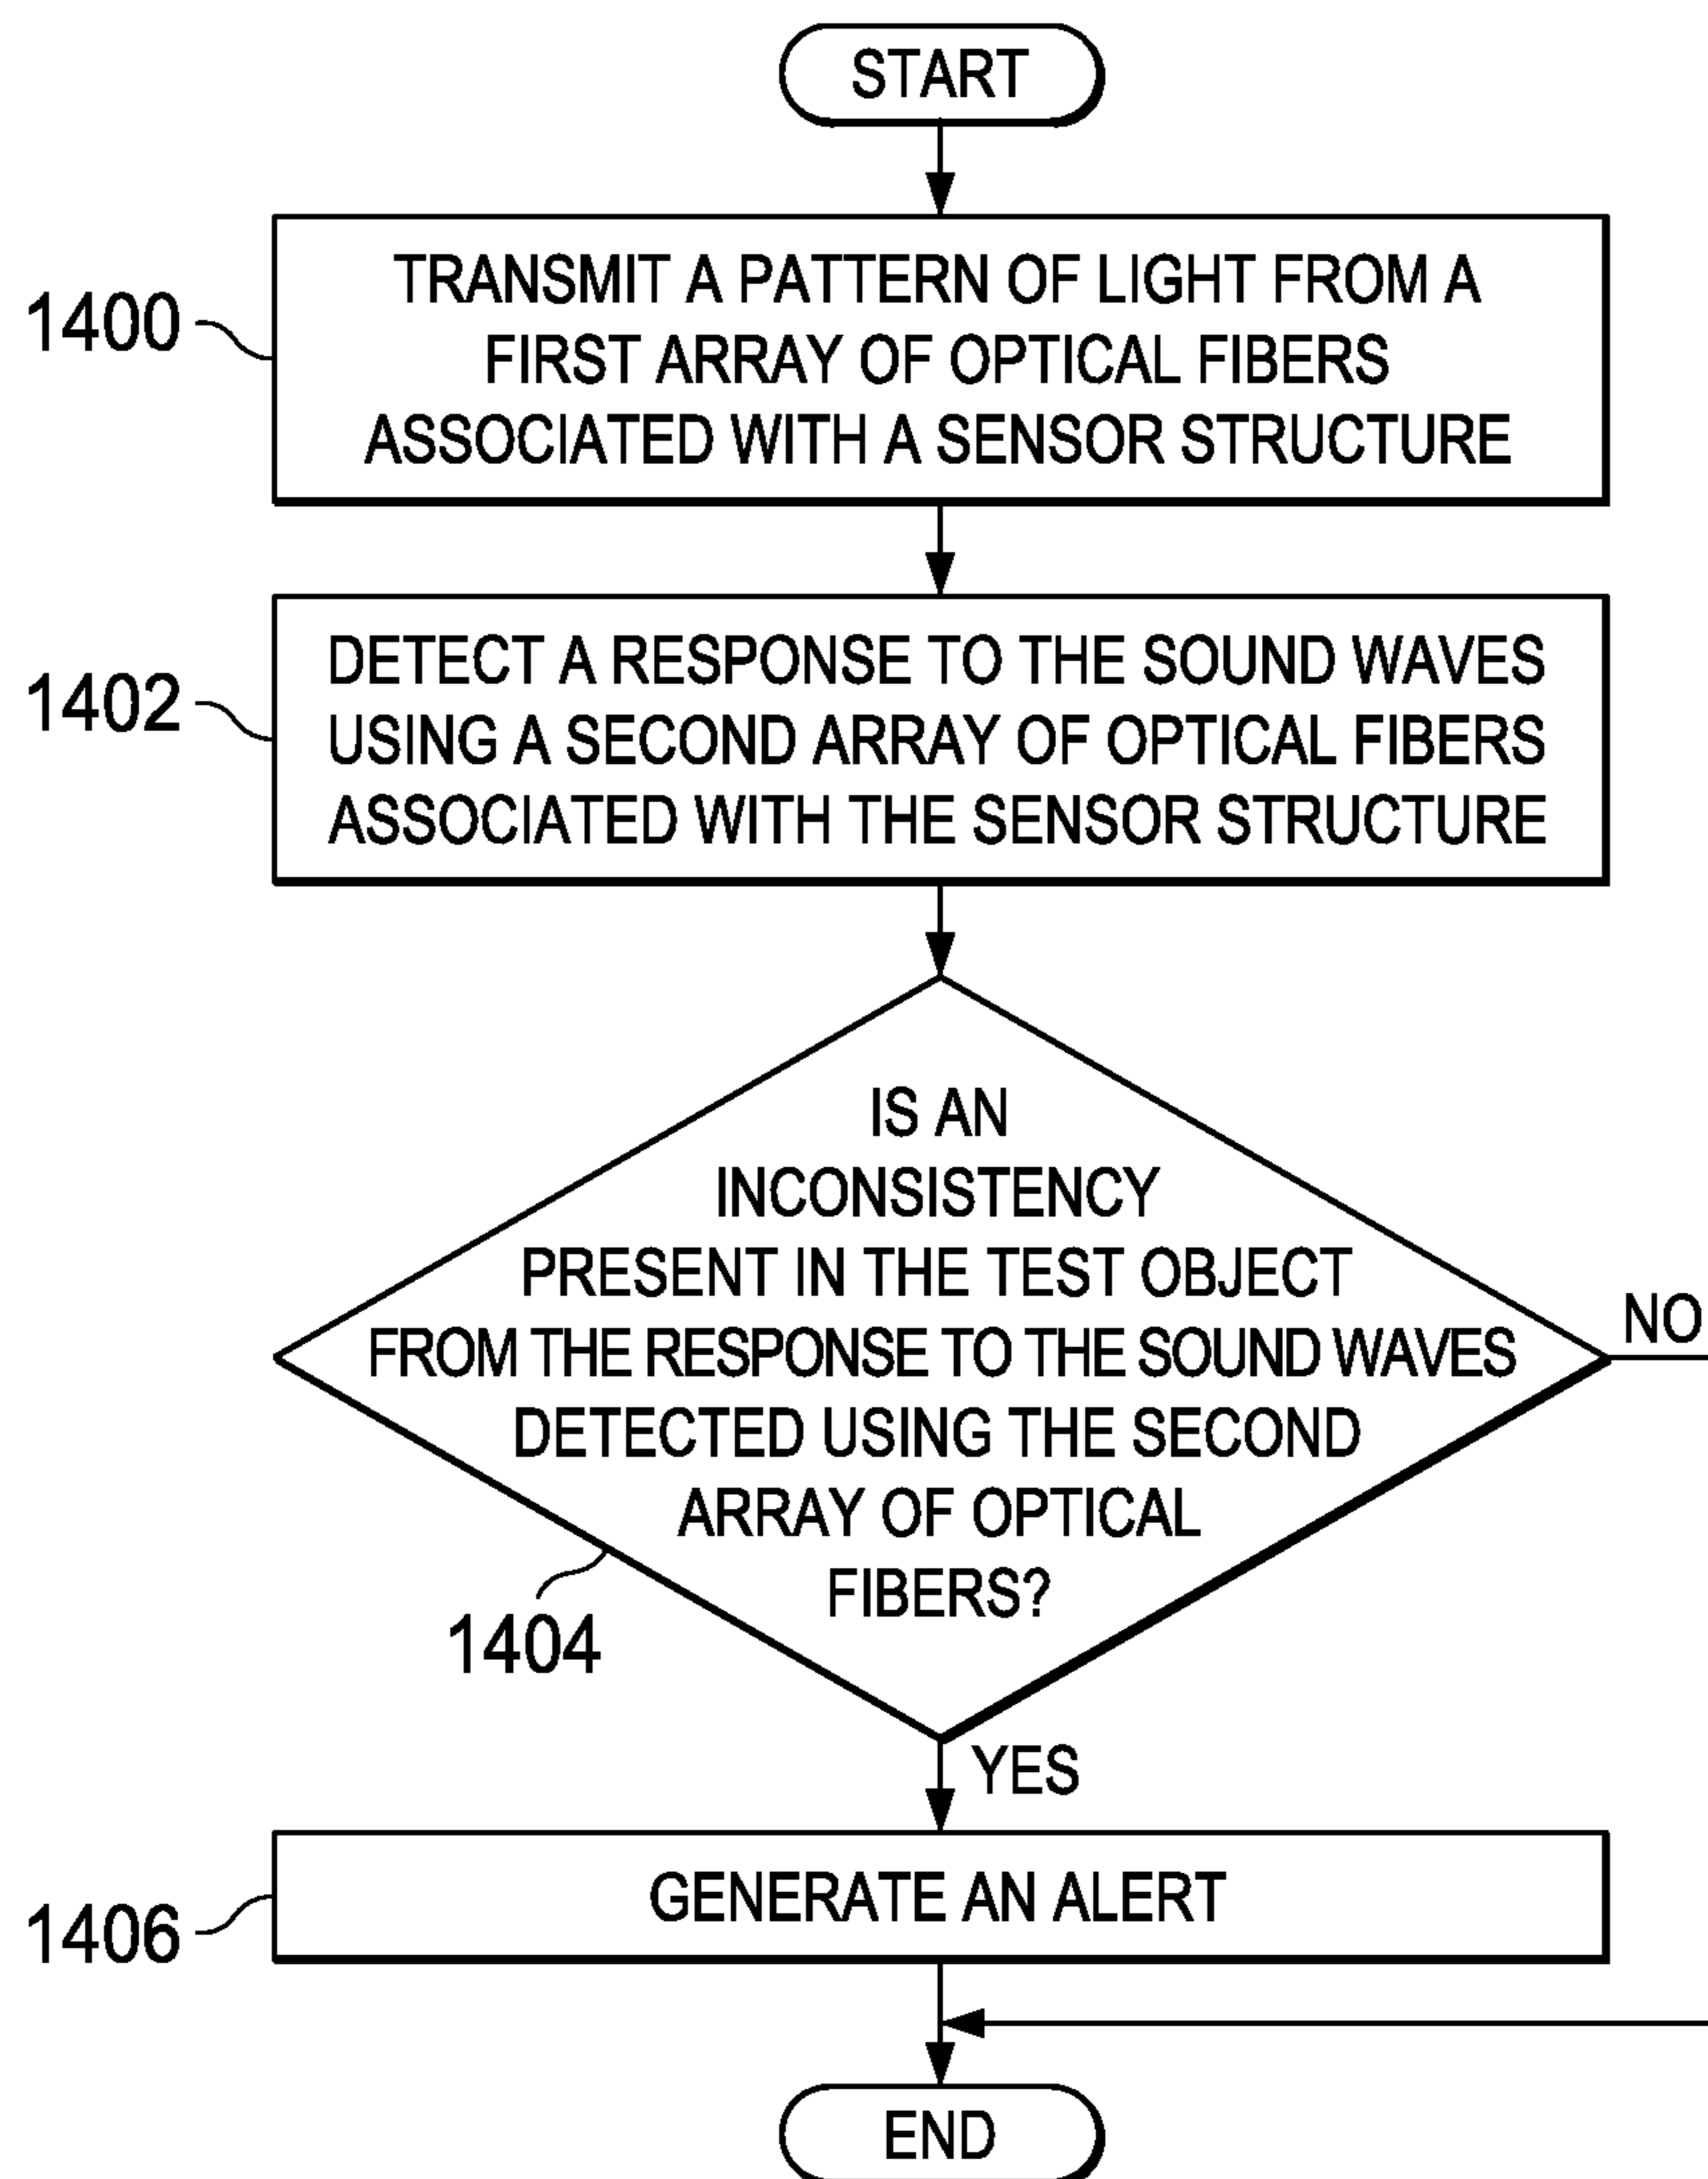 START
1400
TRANSMIT A PATTERN OF LIGHT FROM A
FIRST ARRAY OF OPTICAL FIBERS
ASSOCIATED WITH A SENSOR STRUCTURE
1402
DETECT A RESPONSE TO THE SOUND WAVES
USING A SECOND ARRAY OF OPTICAL FIBERS
ASSOCIATED WITH THE SENSOR STRUCTURE
IS AN
INCONSISTENCY
PRESENT IN THE TEST OBJECT
FROM THE RESPONSE TO THE SOUND WAVES
DETECTED USING THE SECOND
ARRAY OF OPTICAL
FIBERS?
NO
1404
YES
1406
GENERATE AN ALERT
END